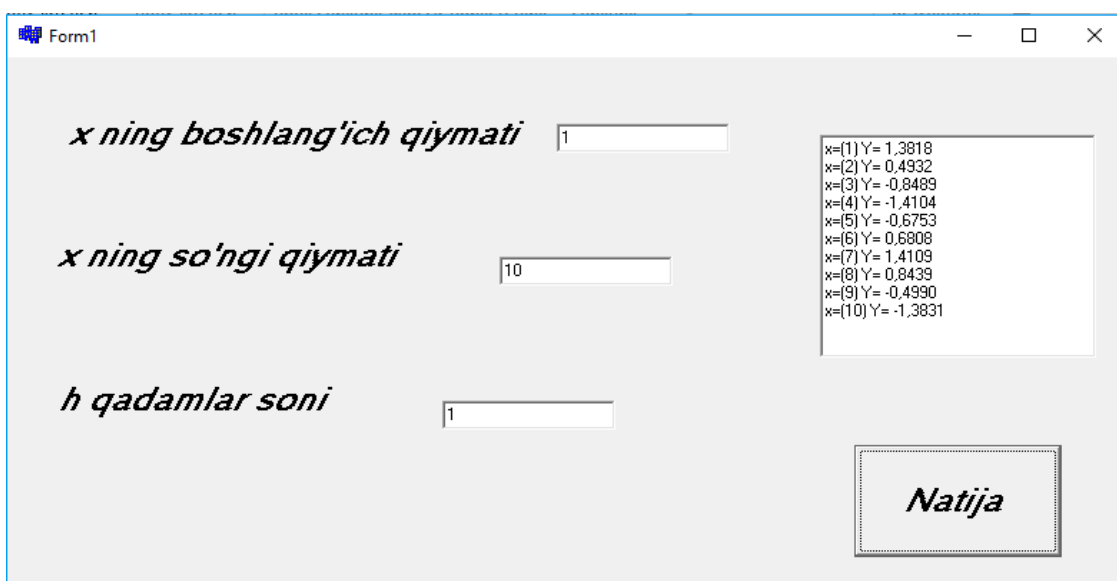 Form1
x ning boshlang'ich qiymati
1
x=(1) Y= 1,3818
x=(2) Y= 0,4932
x=(3) Y= -0,8489
x=(4) Y= -1,4104
x=(5) Y= -0,6753
x=(6) Y= 0,6808
x=(7) Y= 1,4109
x=(8) Y= 0,8439
x=(9) Y= -0,4990
x=(10) Y= -1,3831
x ning so'ngi qiymati
10
h qadamlar soni
1
Natija